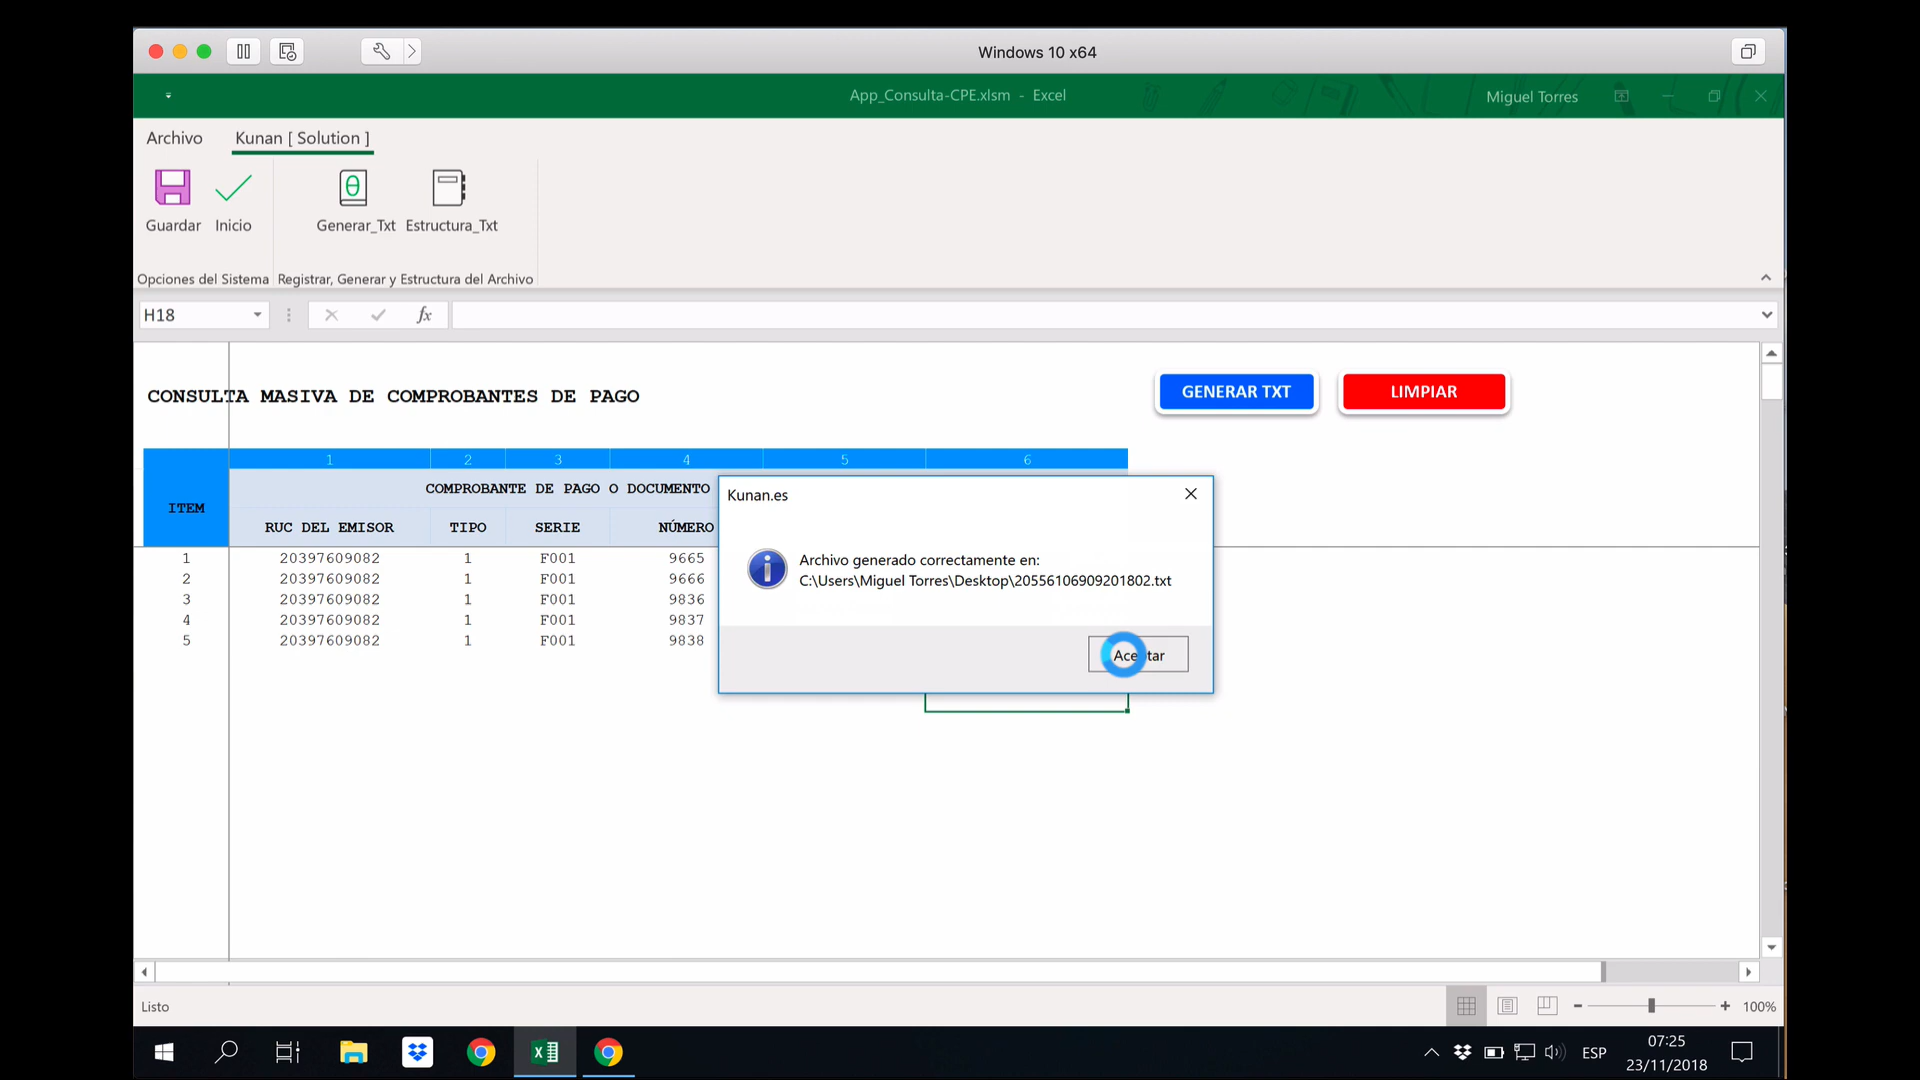 Windows 10 x64
App_Consulta-CPE.xlsm - Excel
Miguel Torres
Archivo
Kunan [ Solution ]
Guardar
Inicio
Generar_Txt
Estructura_Txt
Opciones del Sistema
Registrar, Generar y Estructura del Archivo
H18
fx
CONSULTA MASIVA DE COMPROBANTES DE PAGO
GENERAR TXT
LIMPIAR
1 2 3 4 5 6
ITEM
COMPROBANTE DE PAGO O DOCUMENTO
RUC DEL EMISOR TIPO SERIE NÚMERO
1 20397609082 1 F001 9665
2 20397609082 1 F001 9666
3 20397609082 1 F001 9836
4 20397609082 1 F001 9837
5 20397609082 1 F001 9838
Kunan.es
Archivo generado correctamente en:
C:\Users\Miguel Torres\Desktop\20556106909201802.txt
Aceptar
Listo
100%
ESP
07:25
23/11/2018